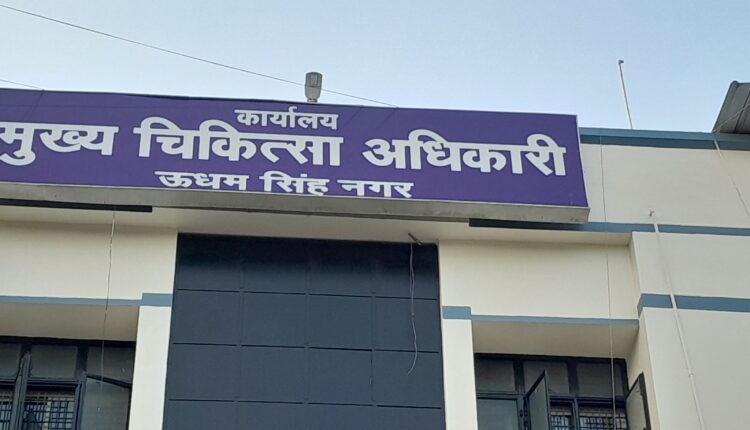 कार्यालय
मुख्य चिकित्सा अधिकारी
ऊधम सिंह नगर